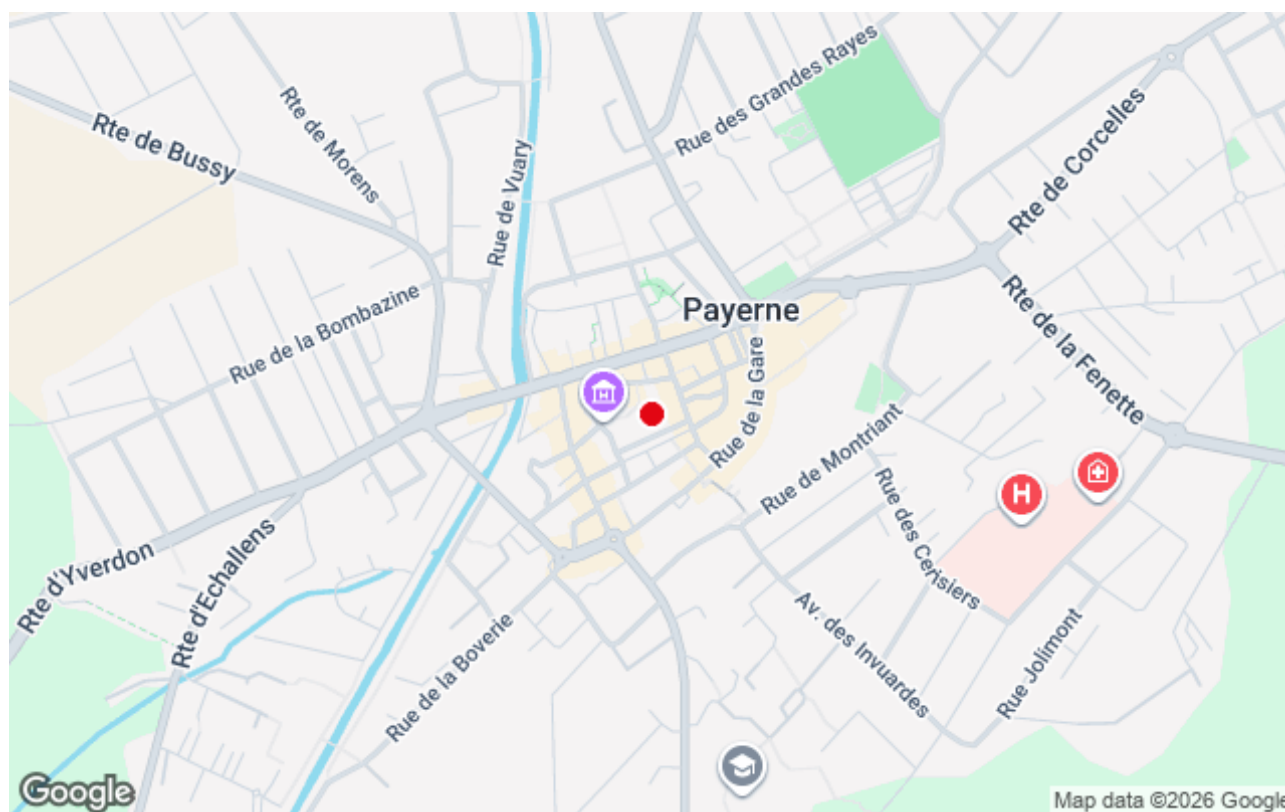 Rue des Grandes Rayes
Rte de Morens
Rte de Bussy
Rue de Vuary
Rte de Corcelles
Payerne
Rue de la Bombazine
Rte de la Fenette
Rue de la Gare
Rue de Montriant
H
Rue des Cerisiers
Rte d'Yverdon
Rte d'Echallens
Rue de la Boverie
Av. des Invuardes
Rue Jolimont
Google
Map data ©2026 Google